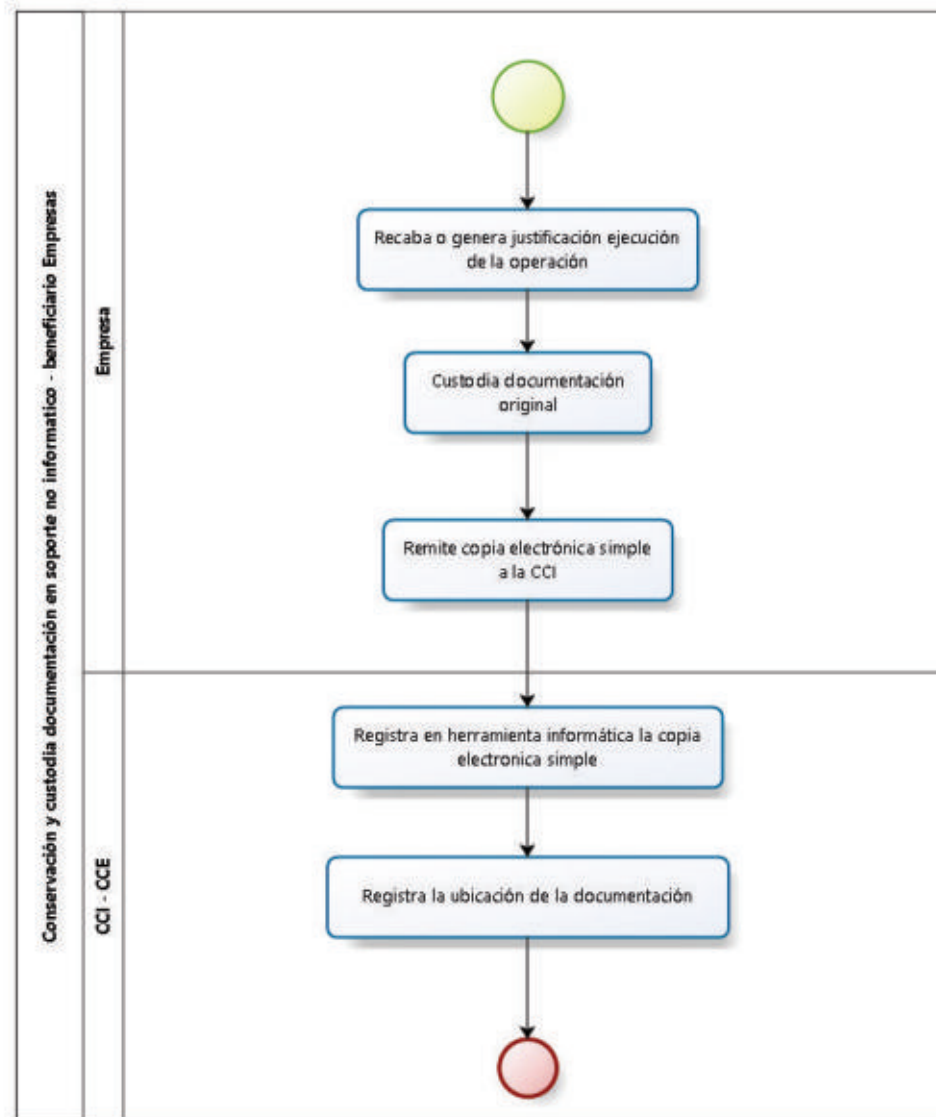 Conservación y custodia documentación en soporte no informatico - beneficiario Empresas
Empresa
Recaba o genera justificación ejecución
de la operación
Custodia documentación
original
Remite copia electrónica simple
a la CCI
CCI - CCE
Registra en herramienta informática la copia
electronica simple
Registra la ubicación de la documentación